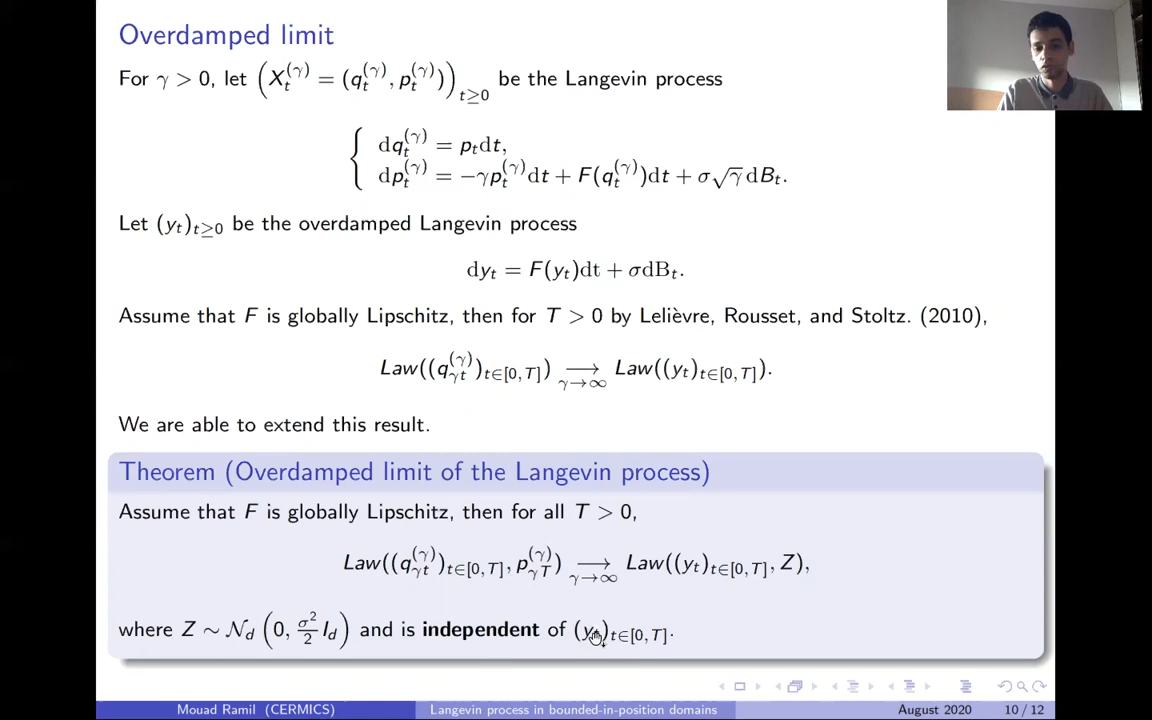 Overdamped limit
For γ > 0, let (X_t^{(γ)} = (q_t^{(γ)}, p_t^{(γ)}))_{t≥0} be the Langevin process
{ dq_t^{(γ)} = p_t dt,
dp_t^{(γ)} = −γp_t^{(γ)}dt + F(q_t^{(γ)})dt + σ√γ dB_t.
Let (y_t)_{t≥0} be the overdamped Langevin process
dy_t = F(y_t)dt + σdB_t.
Assume that F is globally Lipschitz, then for T > 0 by Lelièvre, Rousset, and Stoltz. (2010),
Law((q_{γt}^{(γ)})_{t∈[0,T]}) ⟶_{γ→∞} Law((y_t)_{t∈[0,T]}).
We are able to extend this result.
Theorem (Overdamped limit of the Langevin process)
Assume that F is globally Lipschitz, then for all T > 0,
Law((q_{γt}^{(γ)})_{t∈[0,T]}, p_{γT}^{(γ)}) ⟶_{γ→∞} Law((y_t)_{t∈[0,T]}, Z),
where Z ∼ 𝒩_d (0, σ²/2 I_d) and is independent of (y_t)_{t∈[0,T]}.
Mouad Ramil (CERMICS) Langevin process in bounded-in-position domains August 2020 10 / 12